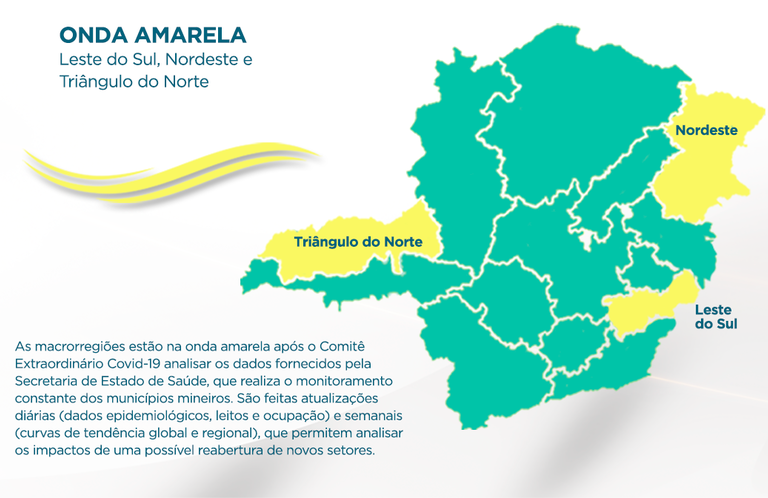 ONDA AMARELA
Leste do Sul, Nordeste e
Triângulo do Norte
Nordeste
Triângulo do Norte
Leste
do Sul
As macrorregiões estão na onda amarela após o Comitê
Extraordinário Covid-19 analisar os dados fornecidos pela
Secretaria de Estado de Saúde, que realiza o monitoramento
constante dos municípios mineiros. São feitas atualizações
diárias (dados epidemiológicos, leitos e ocupação) e semanais
(curvas de tendência global e regional), que permitem analisar
os impactos de uma possível reabertura de novos setores.